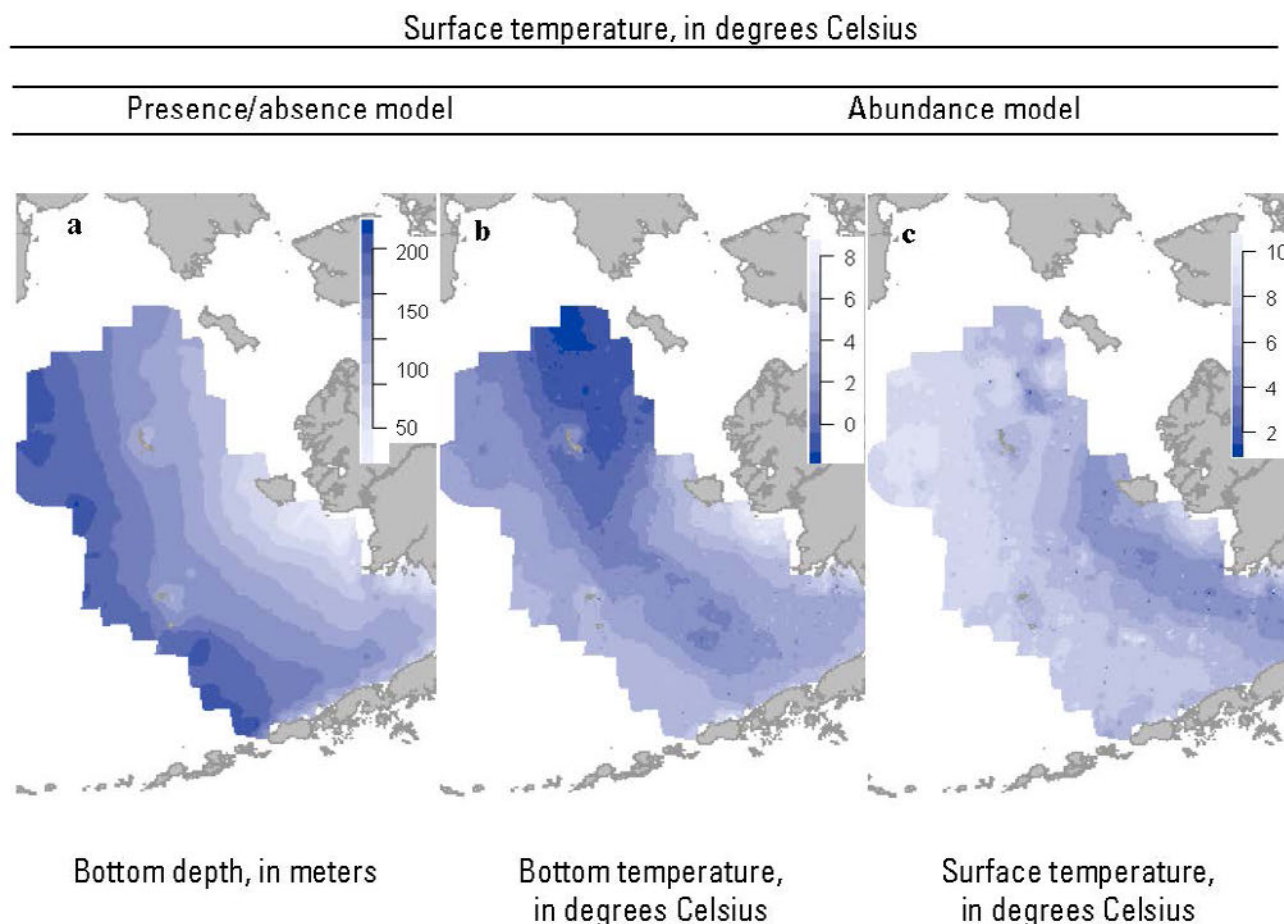 Surface temperature, in degrees Celsius
Presence/absence model
Abundance model
a
200
150
100
50
b
8
6
4
2
0
c
10
8
6
4
2
Bottom depth, in meters
Bottom temperature,
in degrees Celsius
Surface temperature,
in degrees Celsius